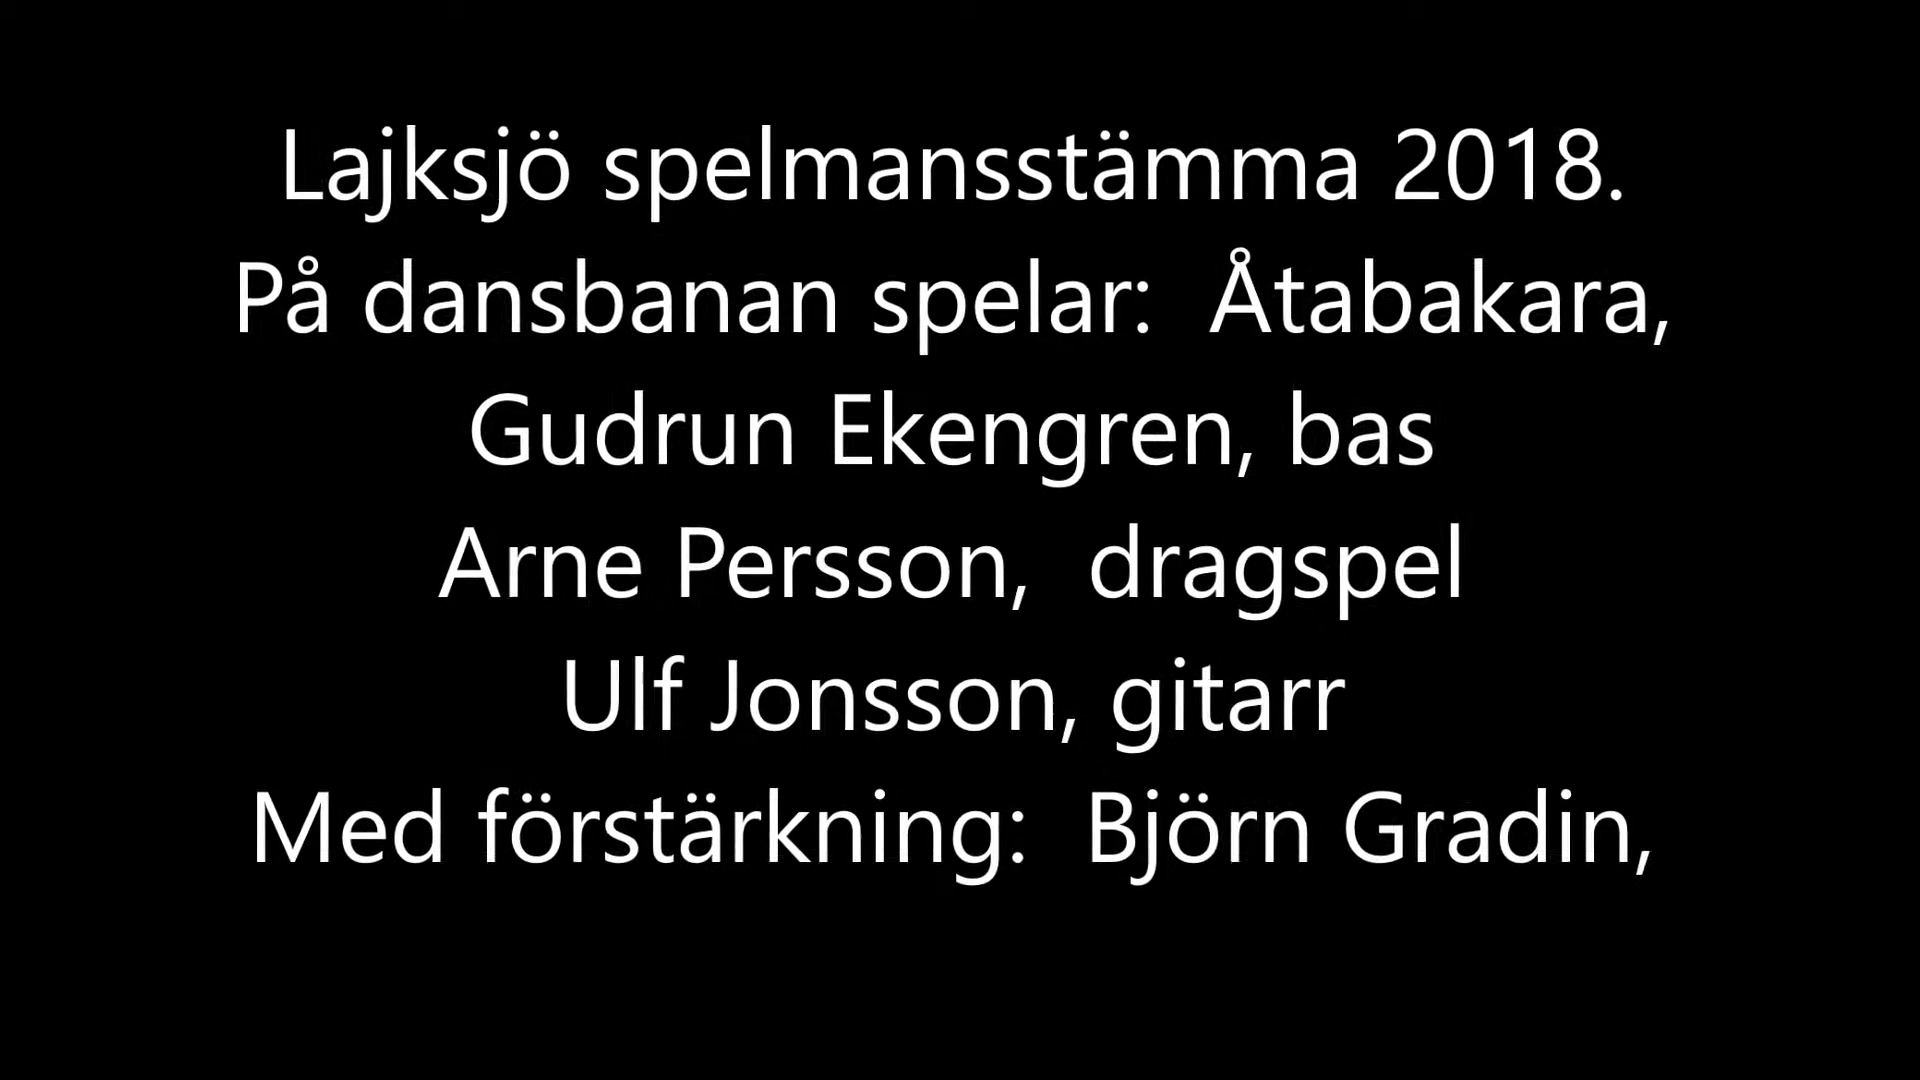 Lajksjö spelmansstämma 2018.
På dansbanan spelar:  Åtabakara,
Gudrun Ekengren, bas
Arne Persson,  dragspel
Ulf Jonsson, gitarr
Med förstärkning:  Björn Gradin,